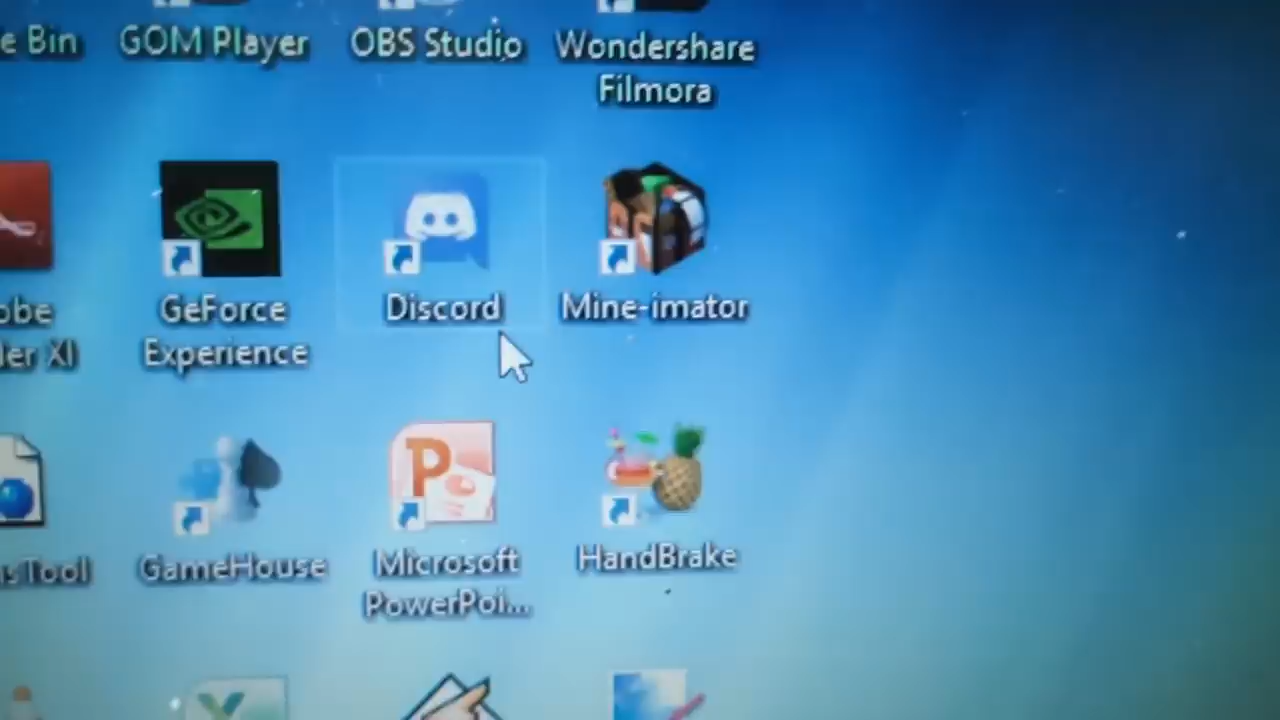 e Bin
GOM Player
OBS Studio
Wondershare
Filmora
obe
ler XI
GeForce
Experience
Discord
Mine-imator
Tool
GameHouse
Microsoft
PowerPoi...
HandBrake